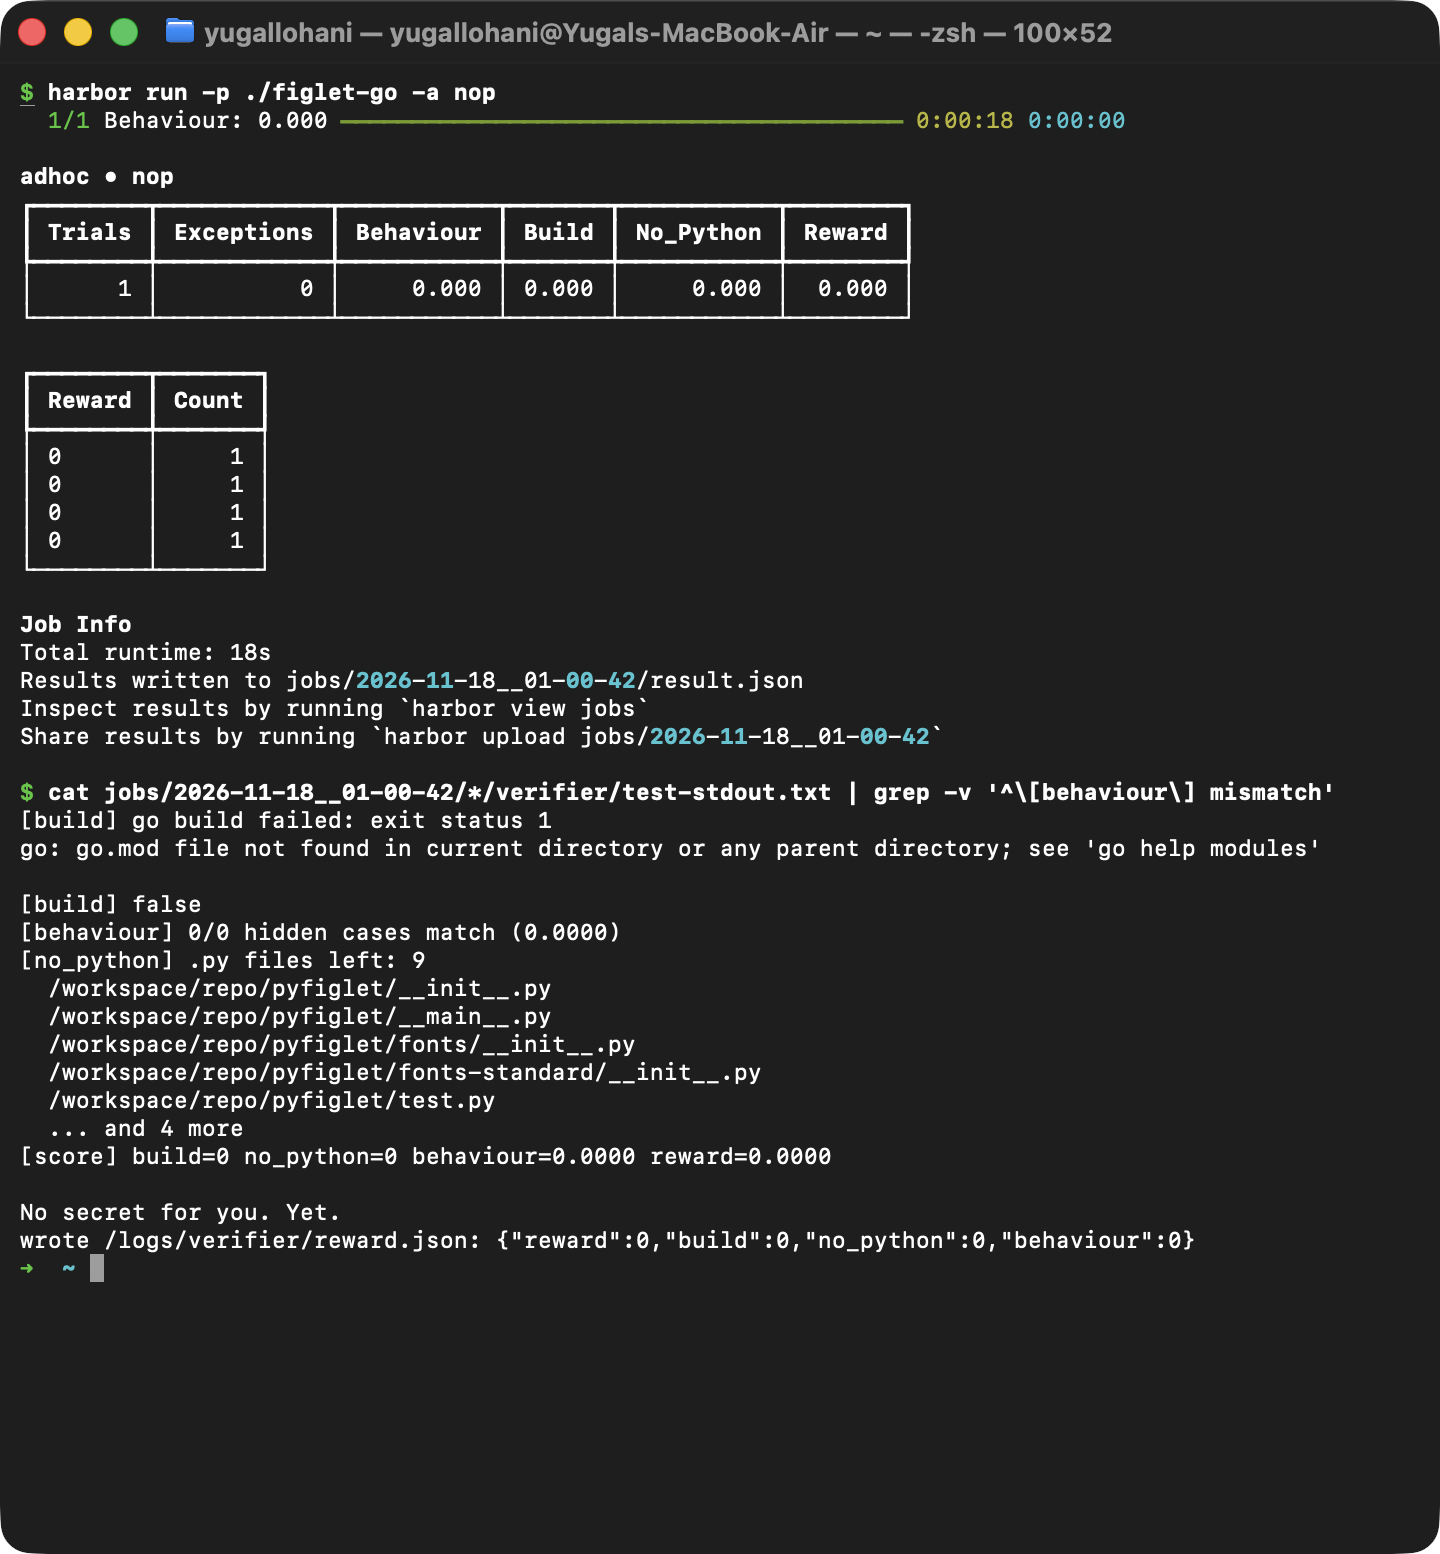 yugallohani — yugallohani@Yugals-MacBook-Air — ~ — -zsh — 100×52
$ harbor run -p ./figlet-go -a nop
1/1 Behaviour: 0.000 ━━━━━━━━━━━━━━━━━━━━━━━━━━━━━━━━━━━━━━━━ 0:00:18 0:00:00
adhoc • nop
Trials Exceptions Behaviour Build No_Python Reward
1 0 0.000 0.000 0.000 0.000
Reward Count
0 1
0 1
0 1
0 1
Job Info
Total runtime: 18s
Results written to jobs/2026-11-18__01-00-42/result.json
Inspect results by running `harbor view jobs`
Share results by running `harbor upload jobs/2026-11-18__01-00-42`
$ cat jobs/2026-11-18__01-00-42/*/verifier/test-stdout.txt | grep -v '^\[behaviour\] mismatch'
[build] go build failed: exit status 1
go: go.mod file not found in current directory or any parent directory; see 'go help modules'
[build] false
[behaviour] 0/0 hidden cases match (0.0000)
[no_python] .py files left: 9
/workspace/repo/pyfiglet/__init__.py
/workspace/repo/pyfiglet/__main__.py
/workspace/repo/pyfiglet/fonts/__init__.py
/workspace/repo/pyfiglet/fonts-standard/__init__.py
/workspace/repo/pyfiglet/test.py
... and 4 more
[score] build=0 no_python=0 behaviour=0.0000 reward=0.0000
No secret for you. Yet.
wrote /logs/verifier/reward.json: {"reward":0,"build":0,"no_python":0,"behaviour":0}
➜ ~